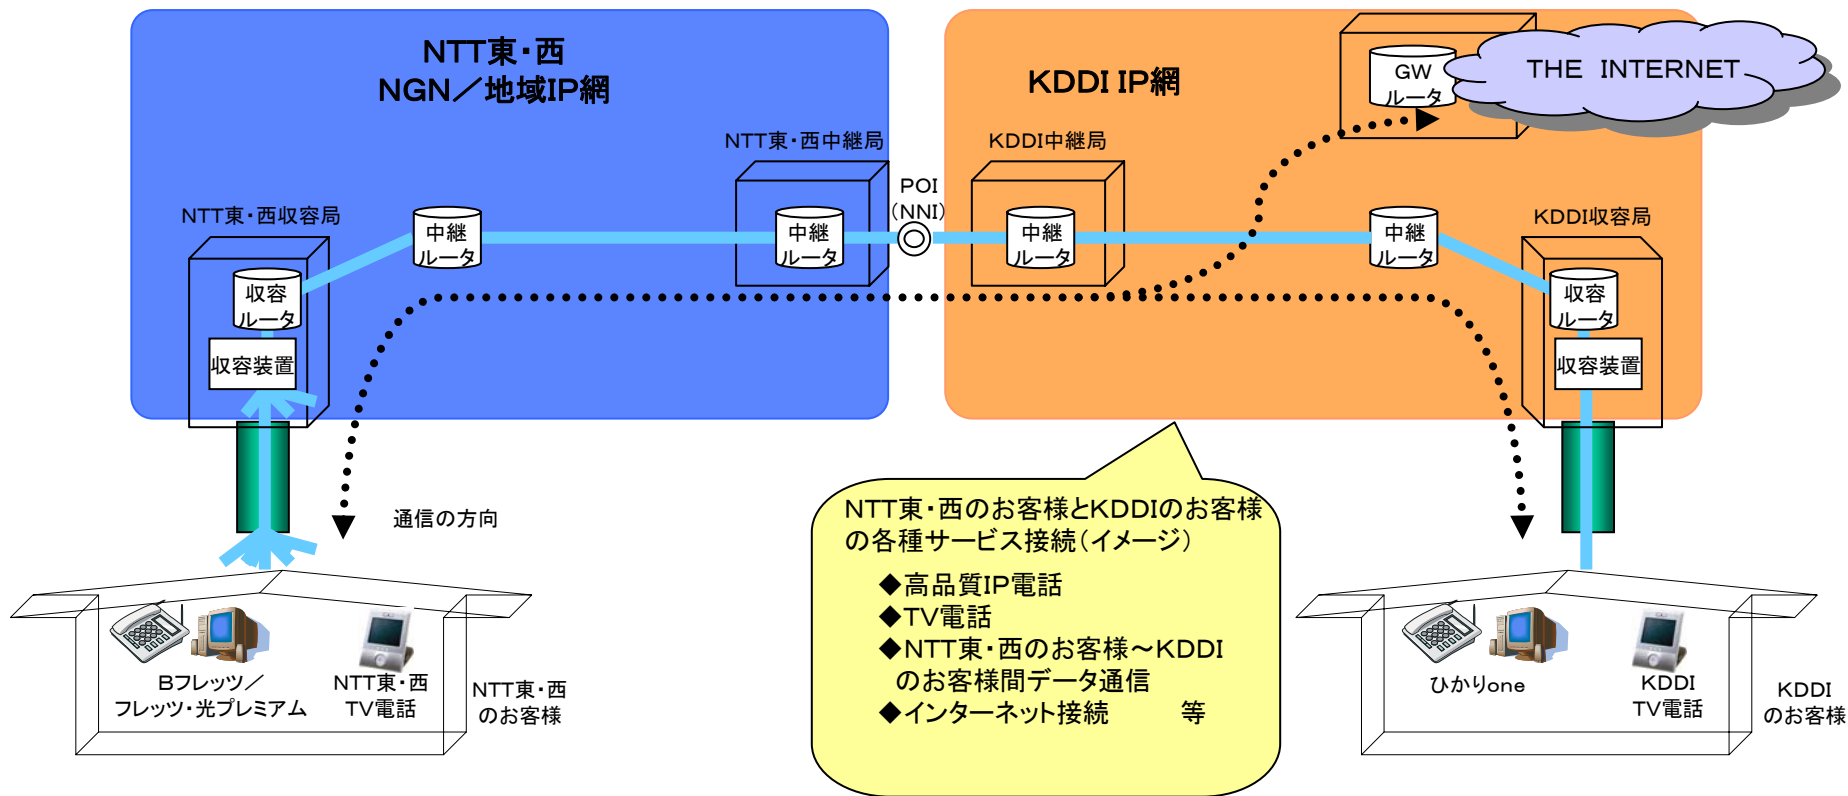 NTT東・西
NGN／地域IP網
KDDI IP網
GW
ルータ
THE INTERNET
NTT東・西中継局
KDDI中継局
POI
（NNI）
NTT東・西収容局
KDDI収容局
中継
ルータ
中継
ルータ
中継
ルータ
中継
ルータ
収容
ルータ
収容
ルータ
収容装置
収容装置
通信の方向
NTT東・西のお客様とKDDIのお客様
の各種サービス接続（イメージ）
◆高品質IP電話
◆TV電話
◆NTT東・西のお客様～KDDI
のお客様間データ通信
◆インターネット接続　　　等
Bフレッツ／
フレッツ・光プレミアム
NTT東・西
TV電話
NTT東・西
のお客様
ひかりone
KDDI
TV電話
KDDI
のお客様